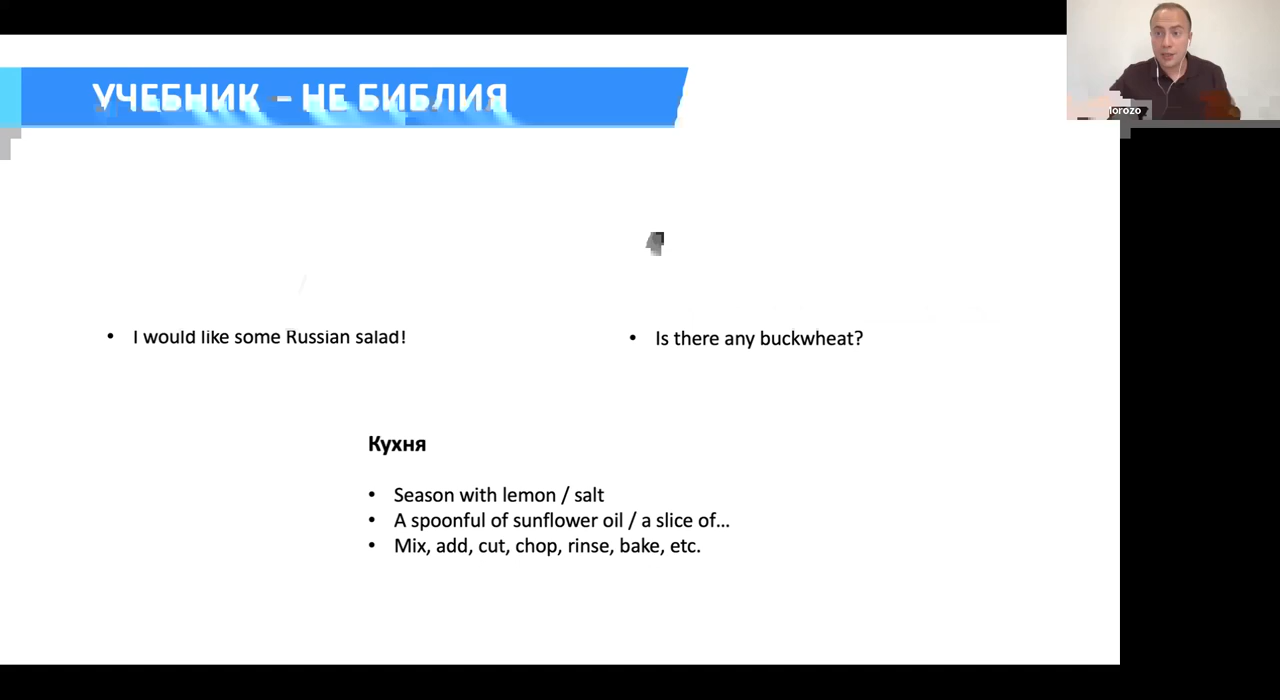 УЧЕБНИК – НЕ БИБЛИЯ
• I would like some Russian salad!
• Is there any buckwheat?
Кухня
• Season with lemon / salt
• A spoonful of sunflower oil / a slice of...
• Mix, add, cut, chop, rinse, bake, etc.